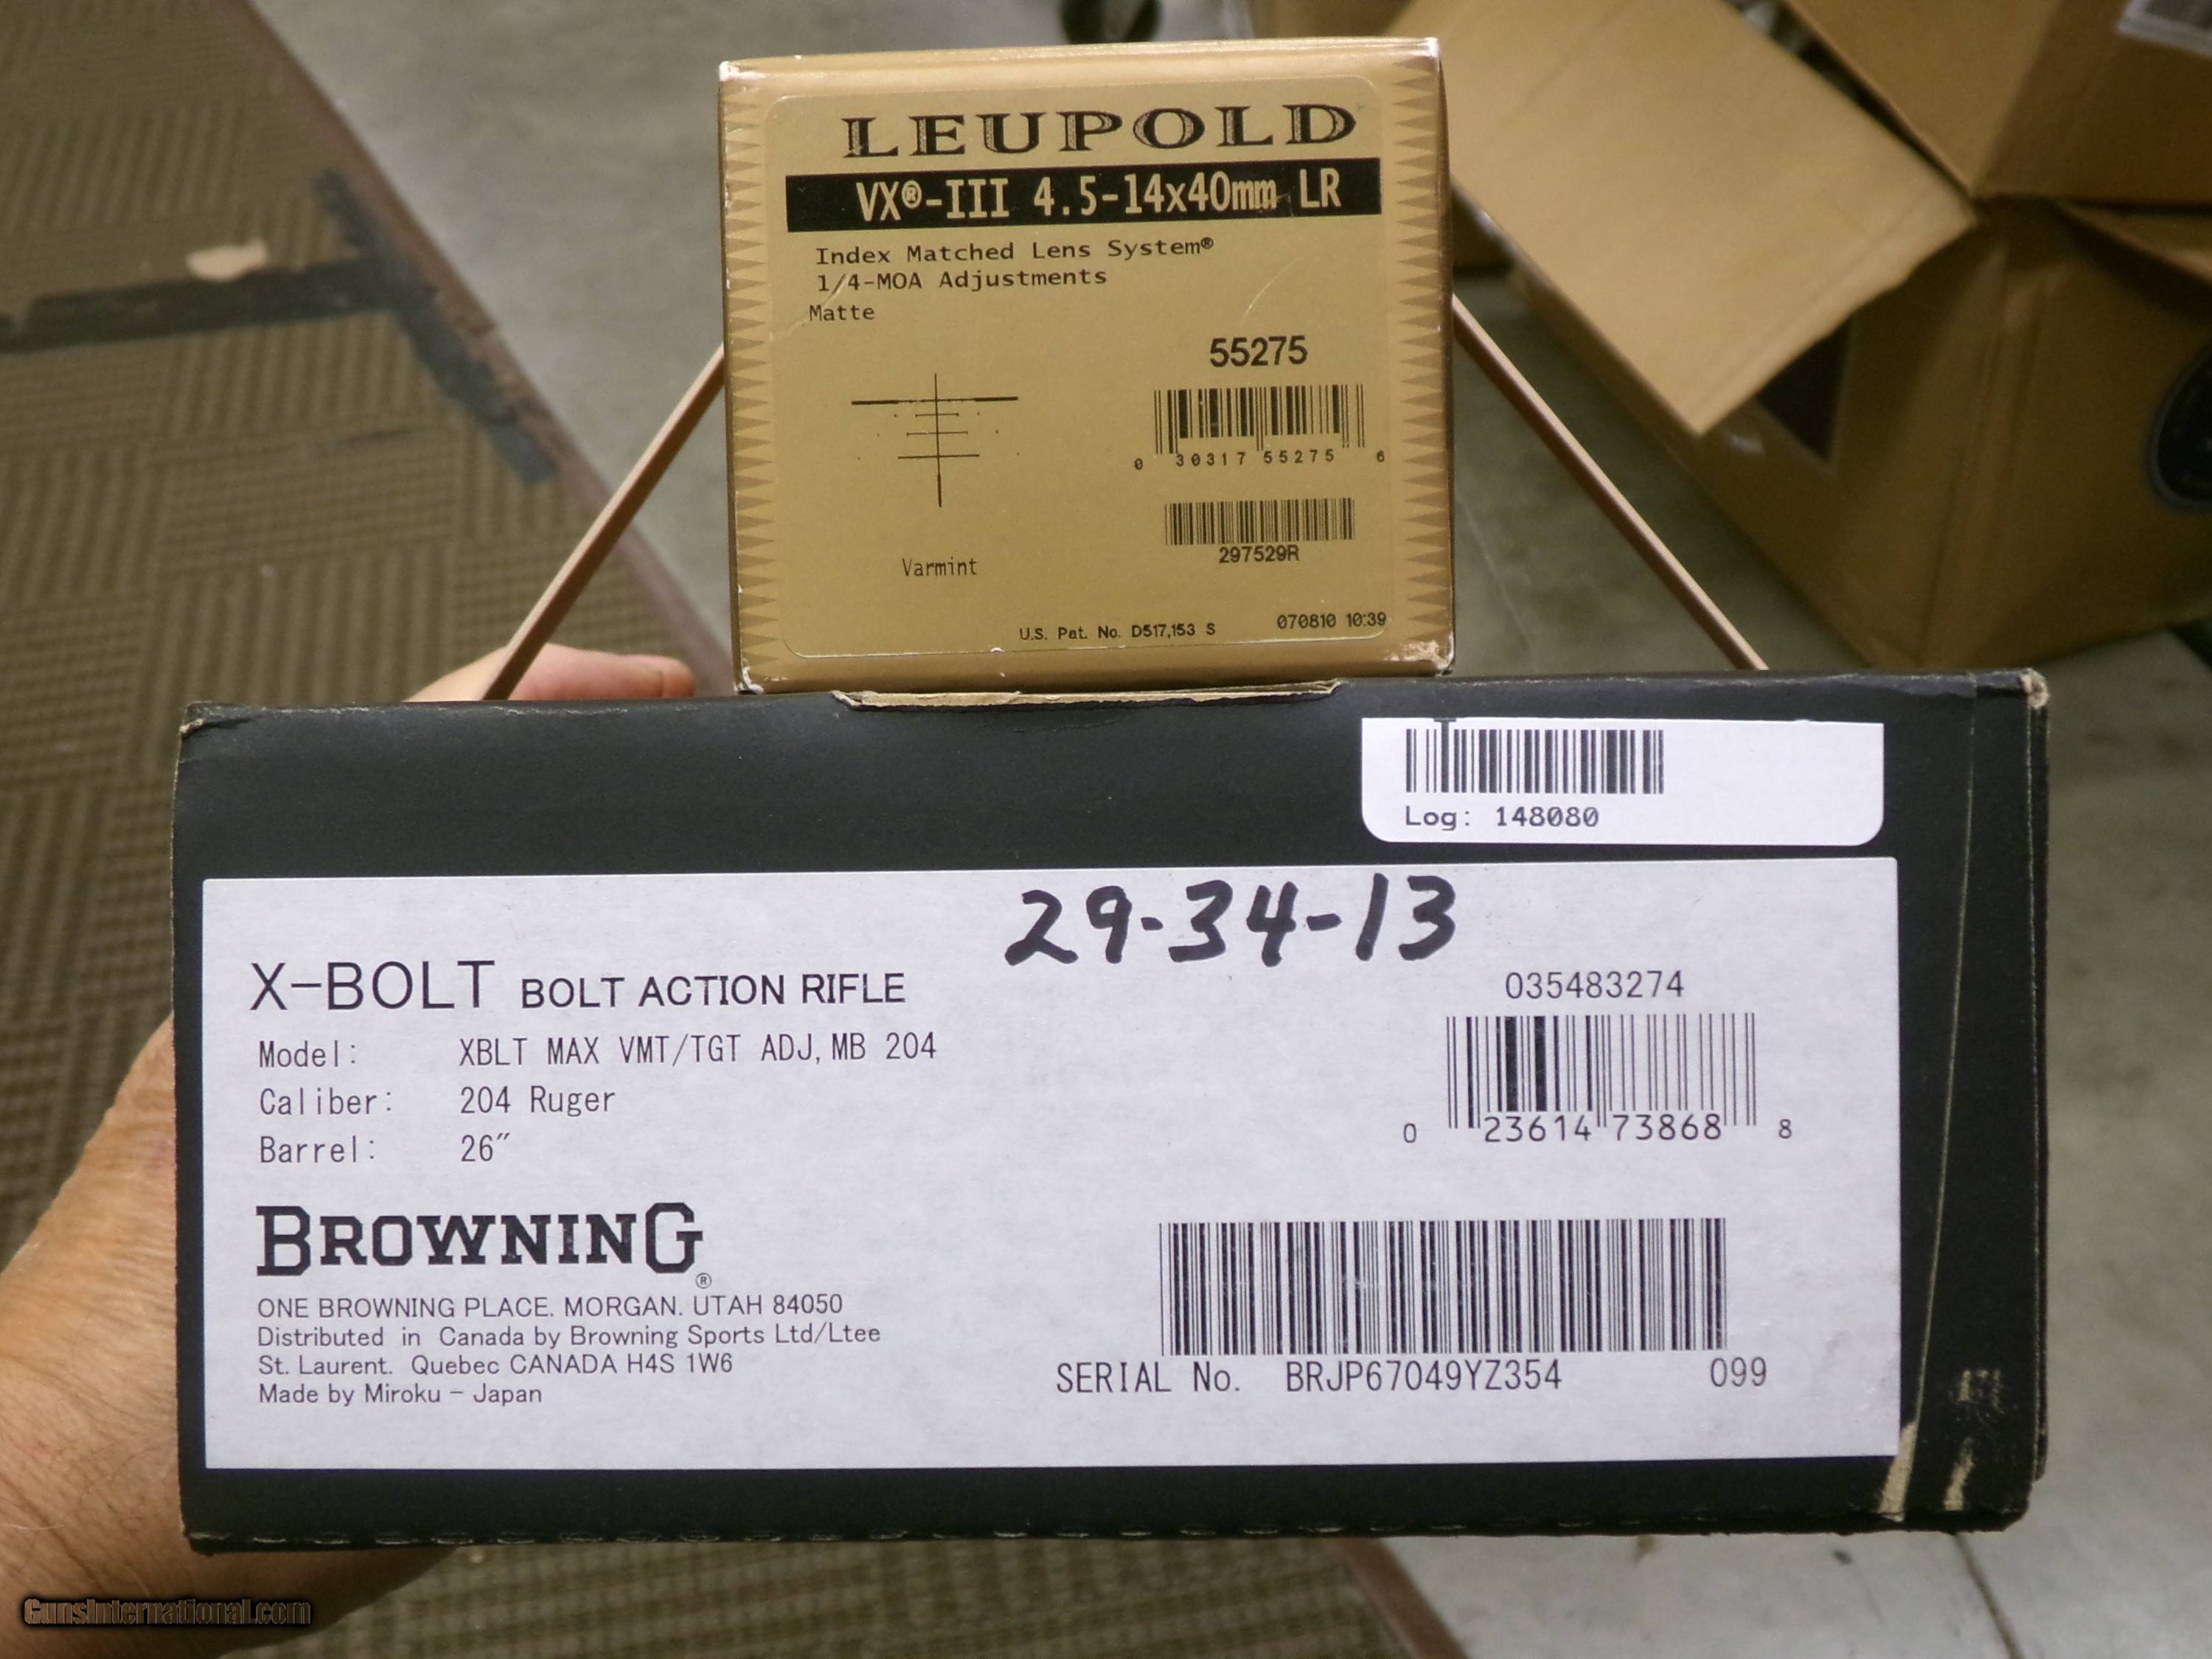 LEUPOLD
VX®-III 4.5-14x40mm LR
Index Matched Lens System®
1/4-MOA Adjustments
Matte
55275
0 30317 55275 6
297529R
Varmint
U.S. Pat. No. D517,153 S 070810 10:39
Log: 148080
29-34-13
X-BOLT BOLT ACTION RIFLE
035483274
Model: XBLT MAX VMT/TGT ADJ,MB 204
Caliber: 204 Ruger
Barrel: 26″
0 23614 73868 8
BROWNING®
ONE BROWNING PLACE. MORGAN. UTAH 84050
Distributed in Canada by Browning Sports Ltd/Ltee
St. Laurent. Quebec CANADA H4S 1W6
Made by Miroku - Japan
SERIAL No. BRJP67049YZ354 099
GunsInternational.com